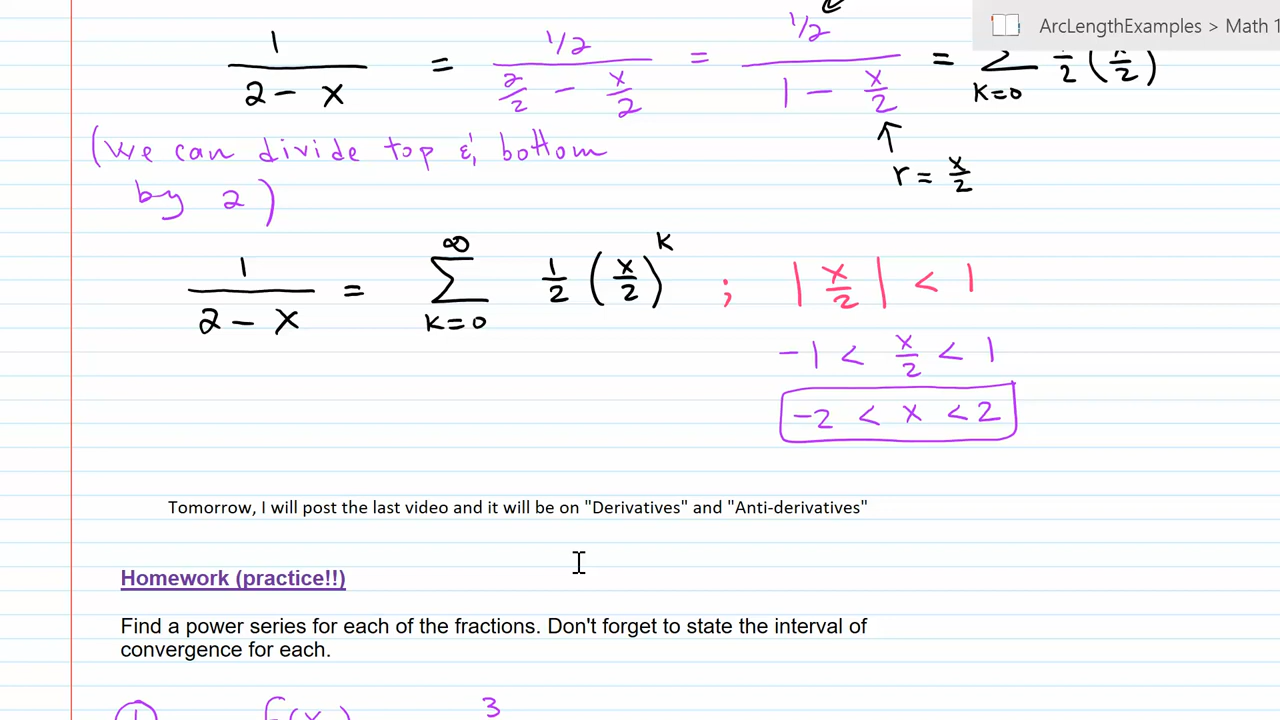 ArcLengthExamples > Math 1
1/(2 - x) = (1/2)/(2/2 - x/2) = (1/2)/(1 - x/2) = ∑ k=0 1/2 (x/2)
(We can divide top & bottom
by 2)
r = x/2
1/(2 - x) = ∑ k=0 ∞ 1/2 (x/2)^k ; |x/2| < 1
-1 < x/2 < 1
-2 < x < 2
Tomorrow, I will post the last video and it will be on "Derivatives" and "Anti-derivatives"
Homework (practice!!)
Find a power series for each of the fractions. Don't forget to state the interval of
convergence for each.
3